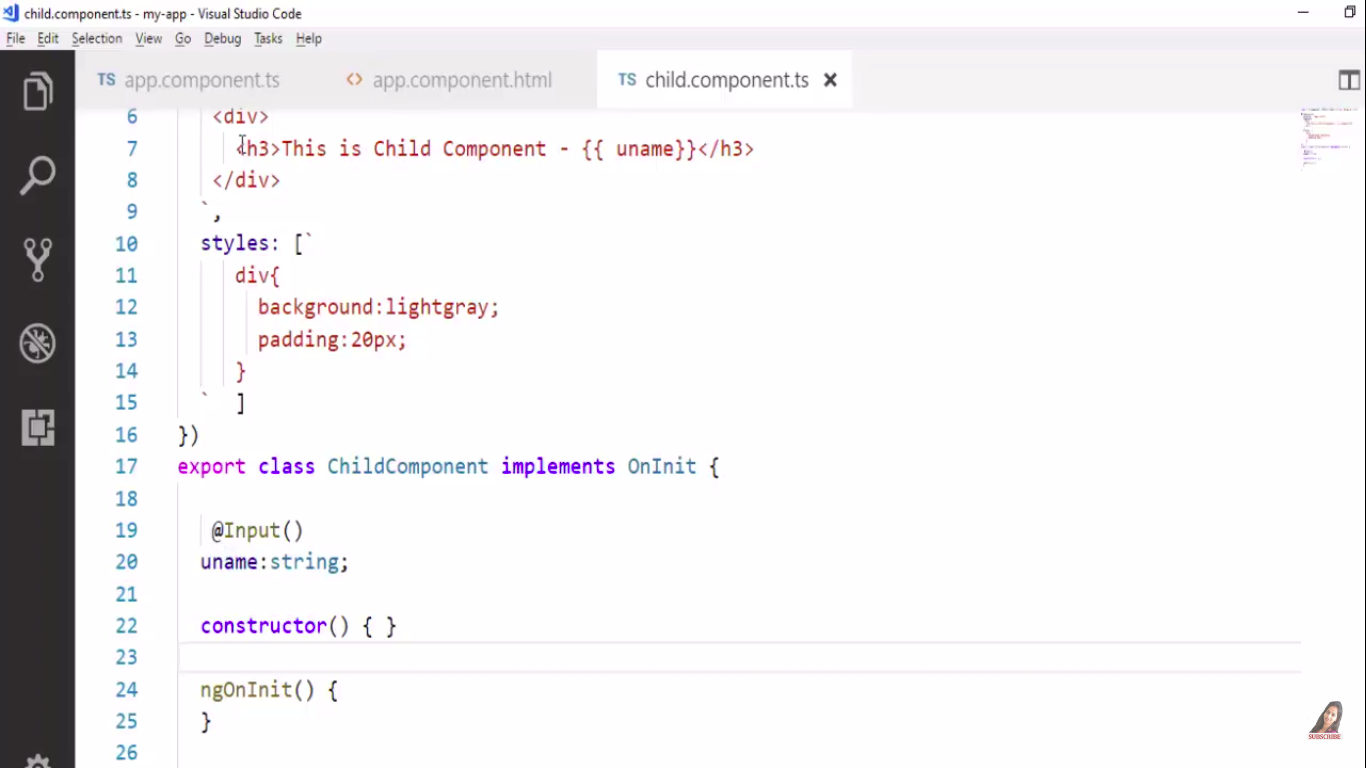 child.component.ts - my-app - Visual Studio Code
File Edit Selection View Go Debug Tasks Help
TS app.component.ts <> app.component.html TS child.component.ts
6 <div>
7 <h3>This is Child Component - {{ uname}}</h3>
8 </div>
9 `,
10 styles: [`
11 div{
12 background:lightgray;
13 padding:20px;
14 }
15 ` ]
16 })
17 export class ChildComponent implements OnInit {
18
19 @Input()
20 uname:string;
21
22 constructor() { }
23
24 ngOnInit() {
25 }
26
SUBSCRIBE